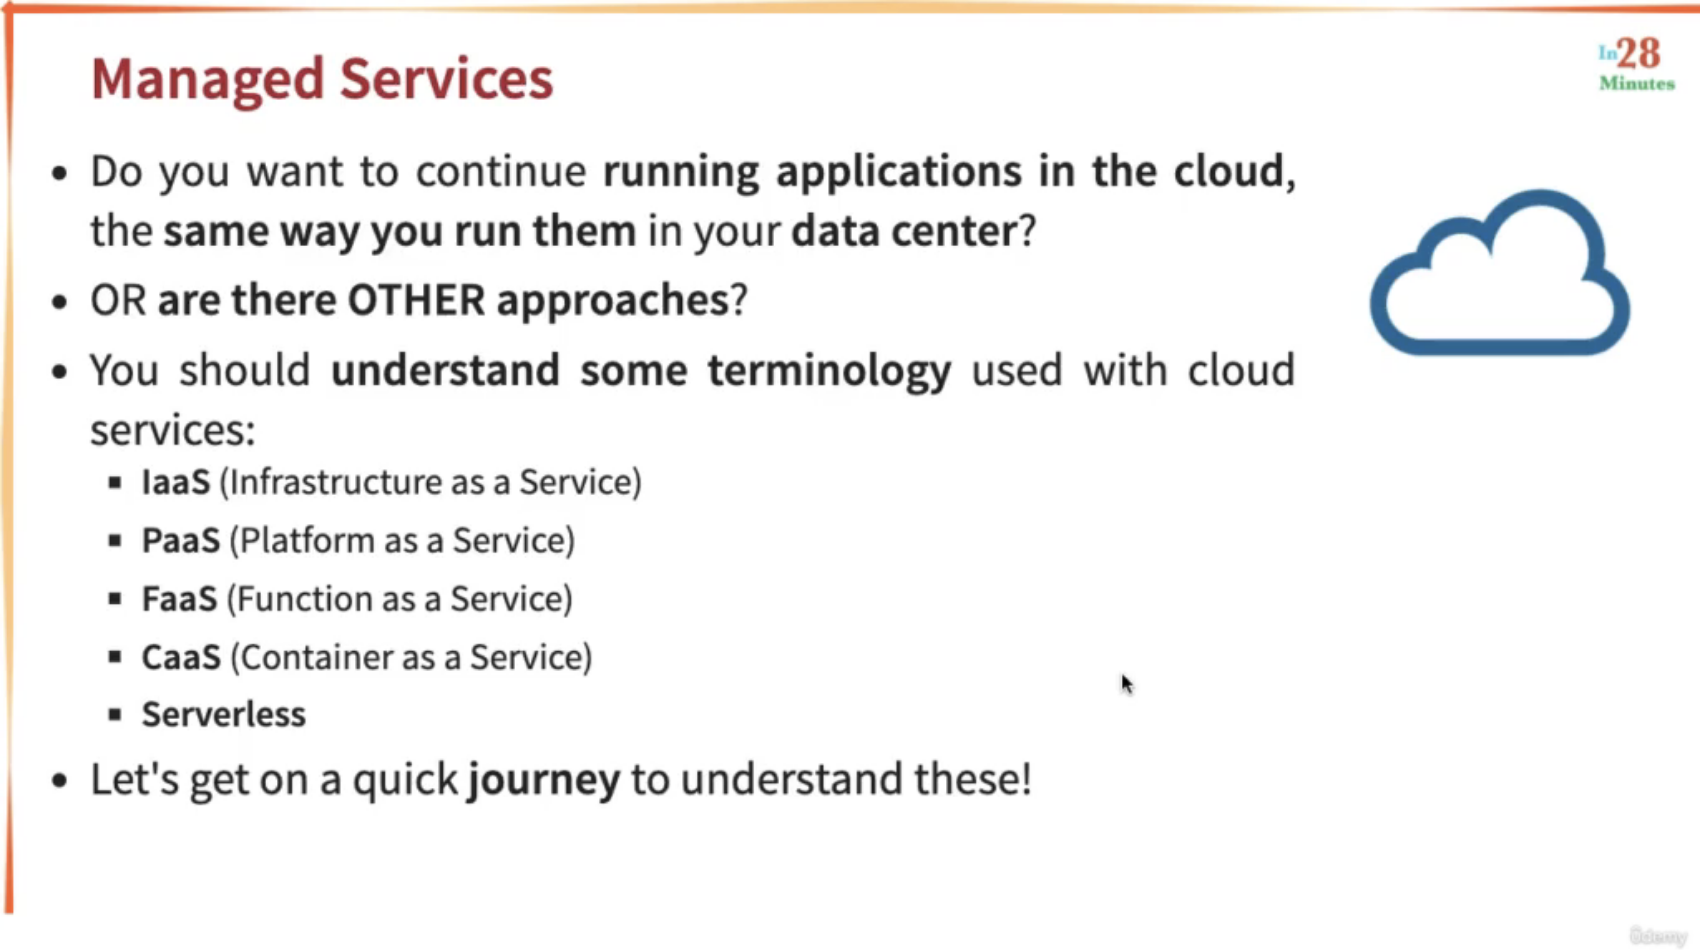 Managed Services
In28
Minutes
• Do you want to continue running applications in the cloud,
the same way you run them in your data center?
• OR are there OTHER approaches?
• You should understand some terminology used with cloud
services:
▪ IaaS (Infrastructure as a Service)
▪ PaaS (Platform as a Service)
▪ FaaS (Function as a Service)
▪ CaaS (Container as a Service)
▪ Serverless
• Let's get on a quick journey to understand these!
ûdemy